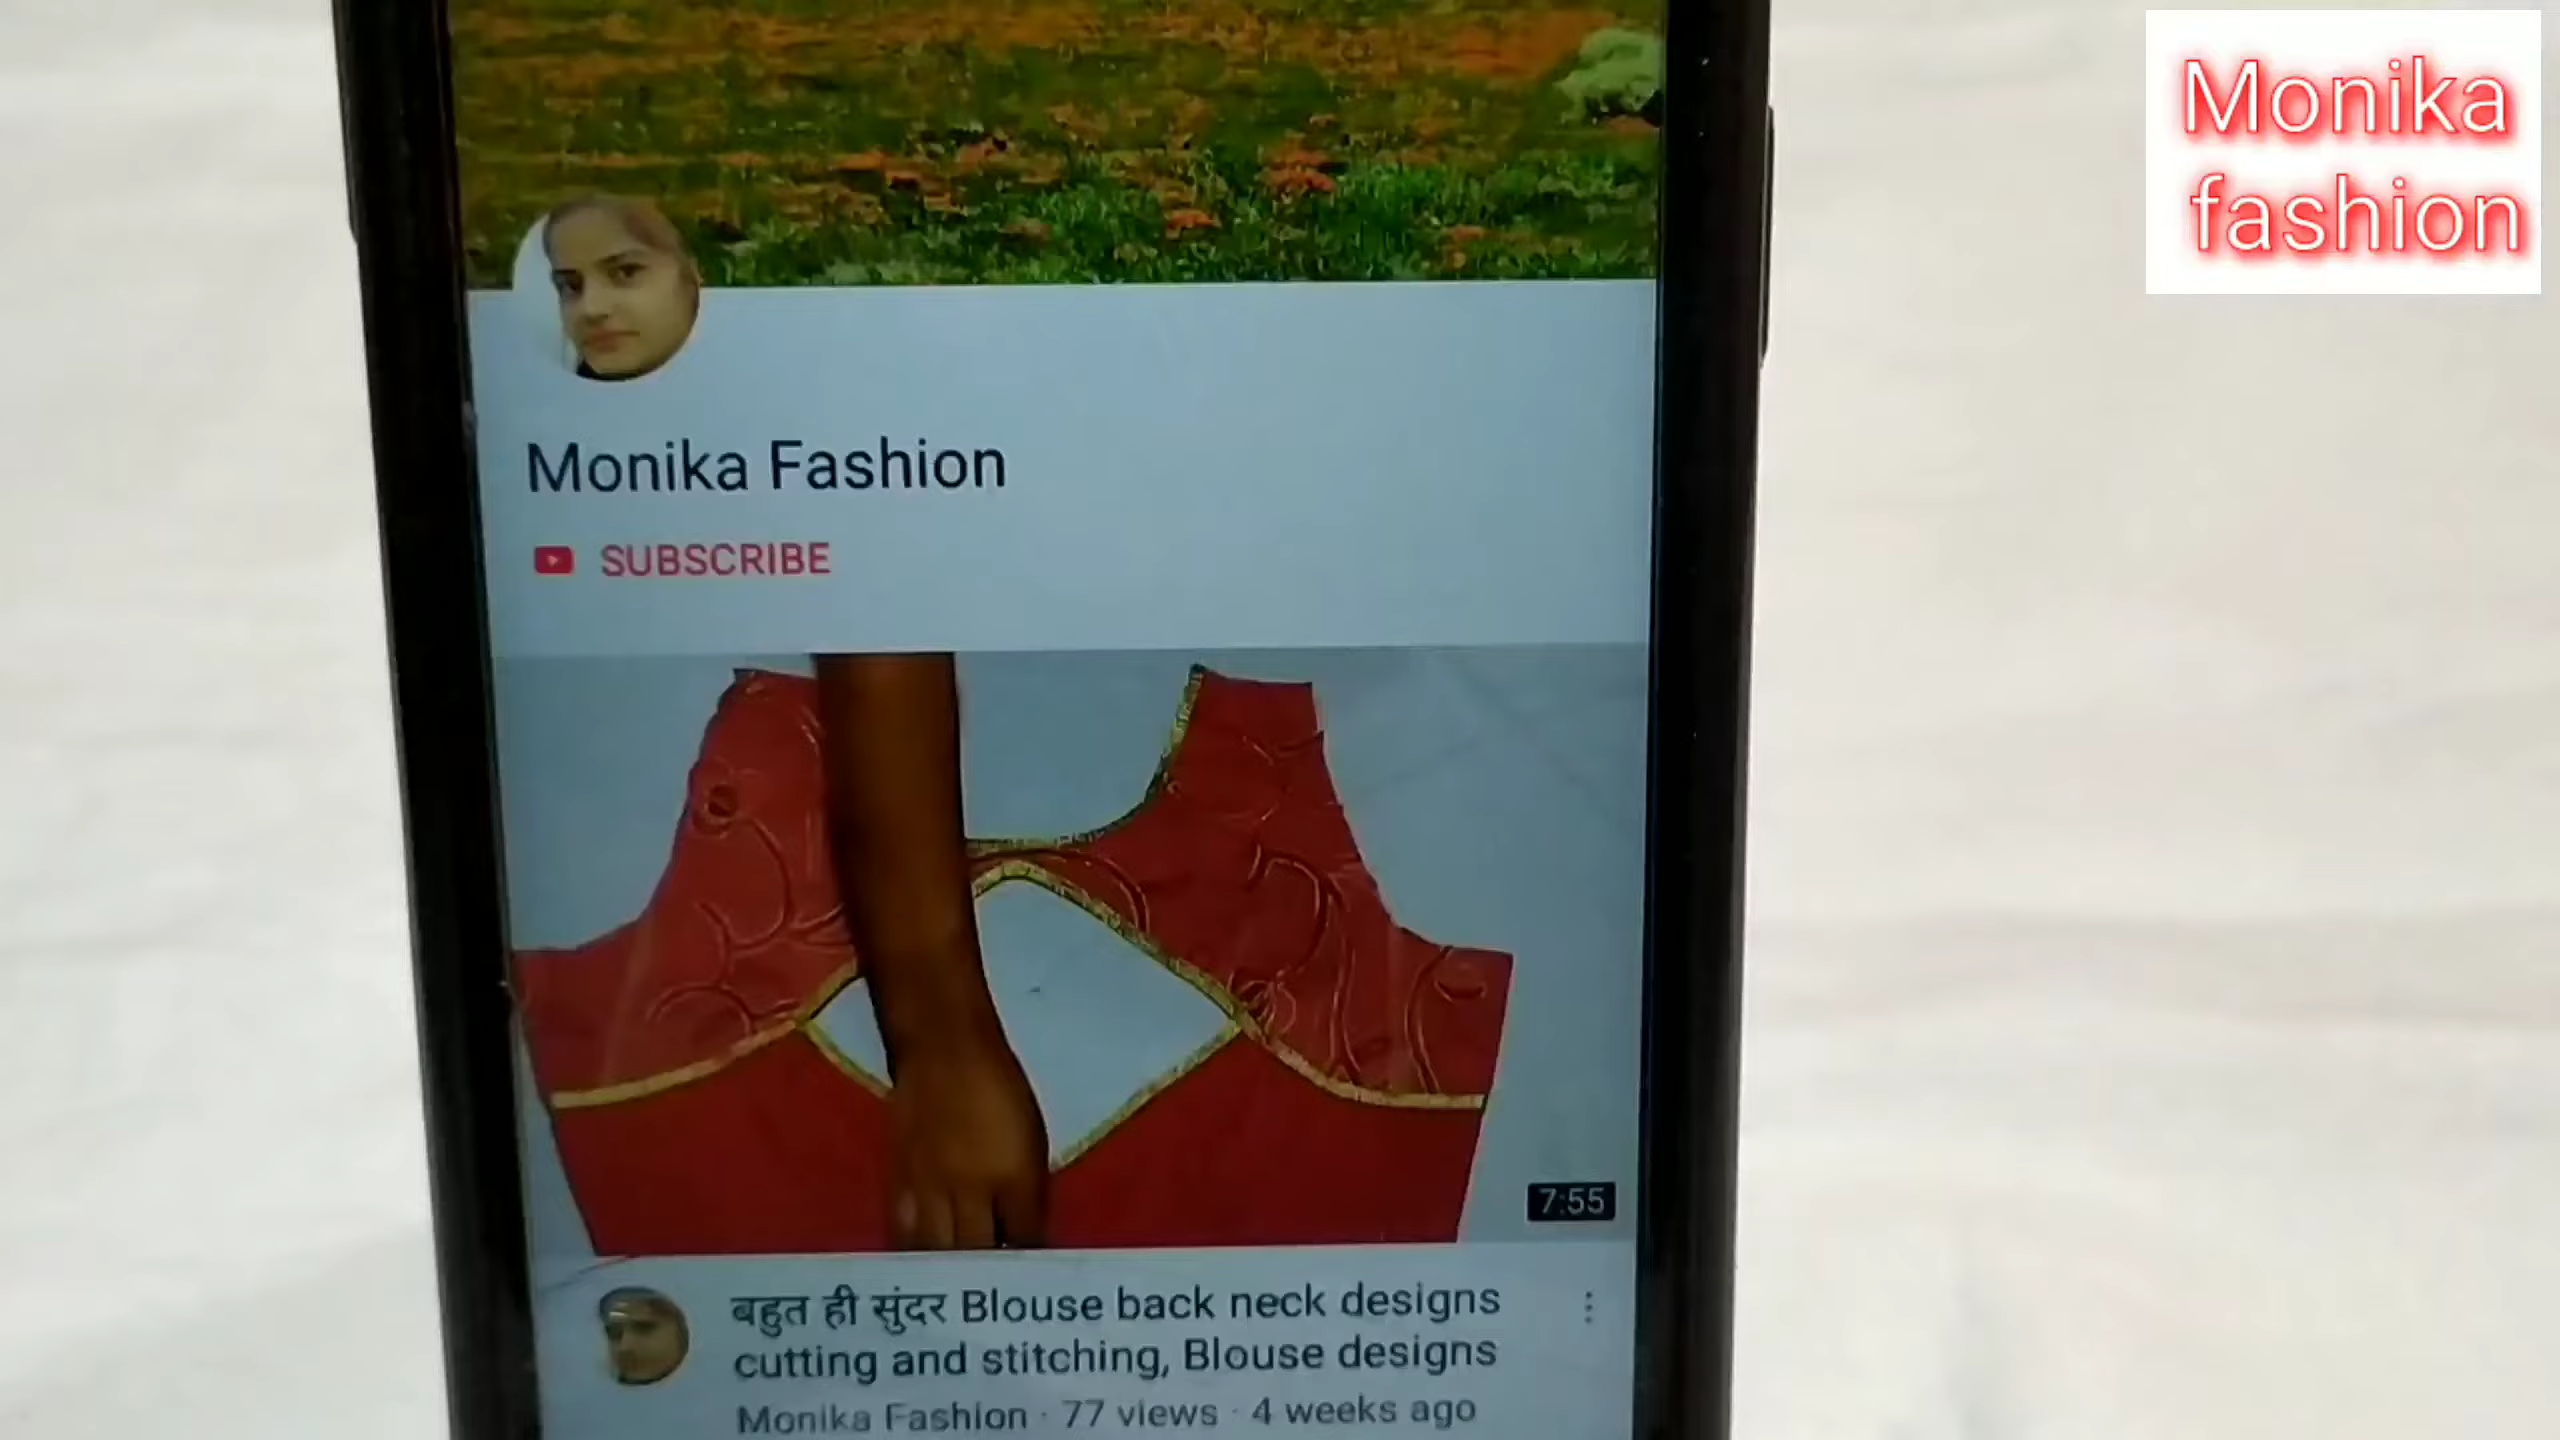 Monika
fashion
Monika Fashion
SUBSCRIBE
7:55
बहुत ही सुंदर Blouse back neck designs
cutting and stitching, Blouse designs
Monika Fashion · 77 views · 4 weeks ago